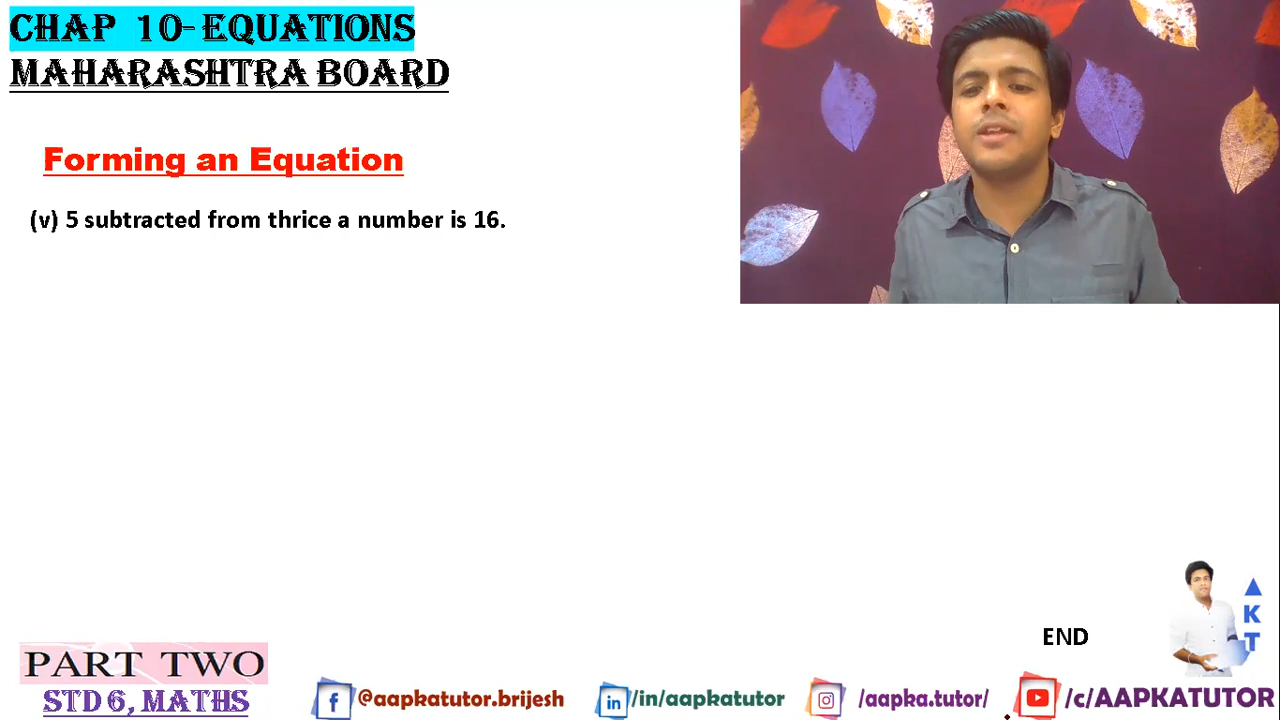 CHAP 10- EQUATIONS
MAHARASHTRA BOARD
Forming an Equation
(v) 5 subtracted from thrice a number is 16.
END
A
K
T
PART TWO
STD 6, MATHS
@aapkatutor.brijesh
/in/aapkatutor
/aapka.tutor/
/c/AAPKATUTOR